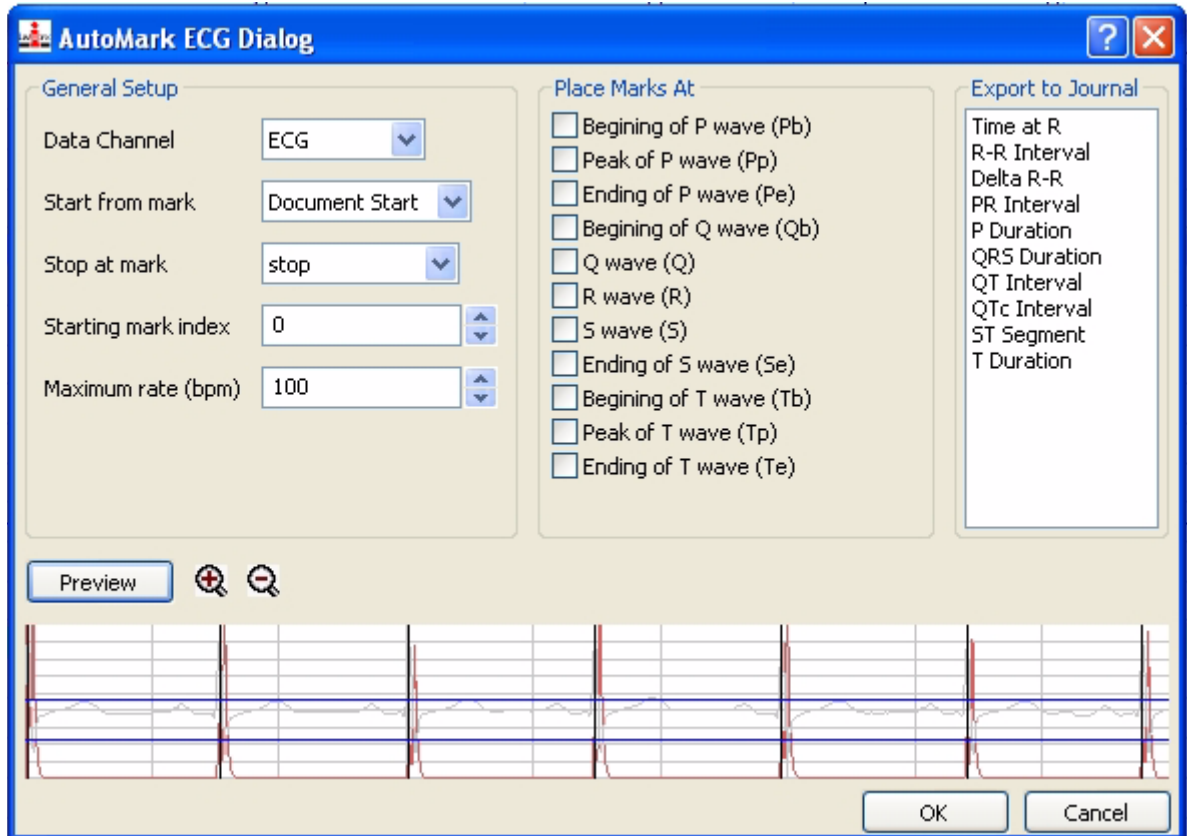 AutoMark ECG Dialog
General Setup
Data Channel ECG
Start from mark Document Start
Stop at mark stop
Starting mark index 0
Maximum rate (bpm) 100
Place Marks At
Begining of P wave (Pb)
Peak of P wave (Pp)
Ending of P wave (Pe)
Begining of Q wave (Qb)
Q wave (Q)
R wave (R)
S wave (S)
Ending of S wave (Se)
Begining of T wave (Tb)
Peak of T wave (Tp)
Ending of T wave (Te)
Export to Journal
Time at R
R-R Interval
Delta R-R
PR Interval
P Duration
QRS Duration
QT Interval
QTc Interval
ST Segment
T Duration
Preview
OK Cancel